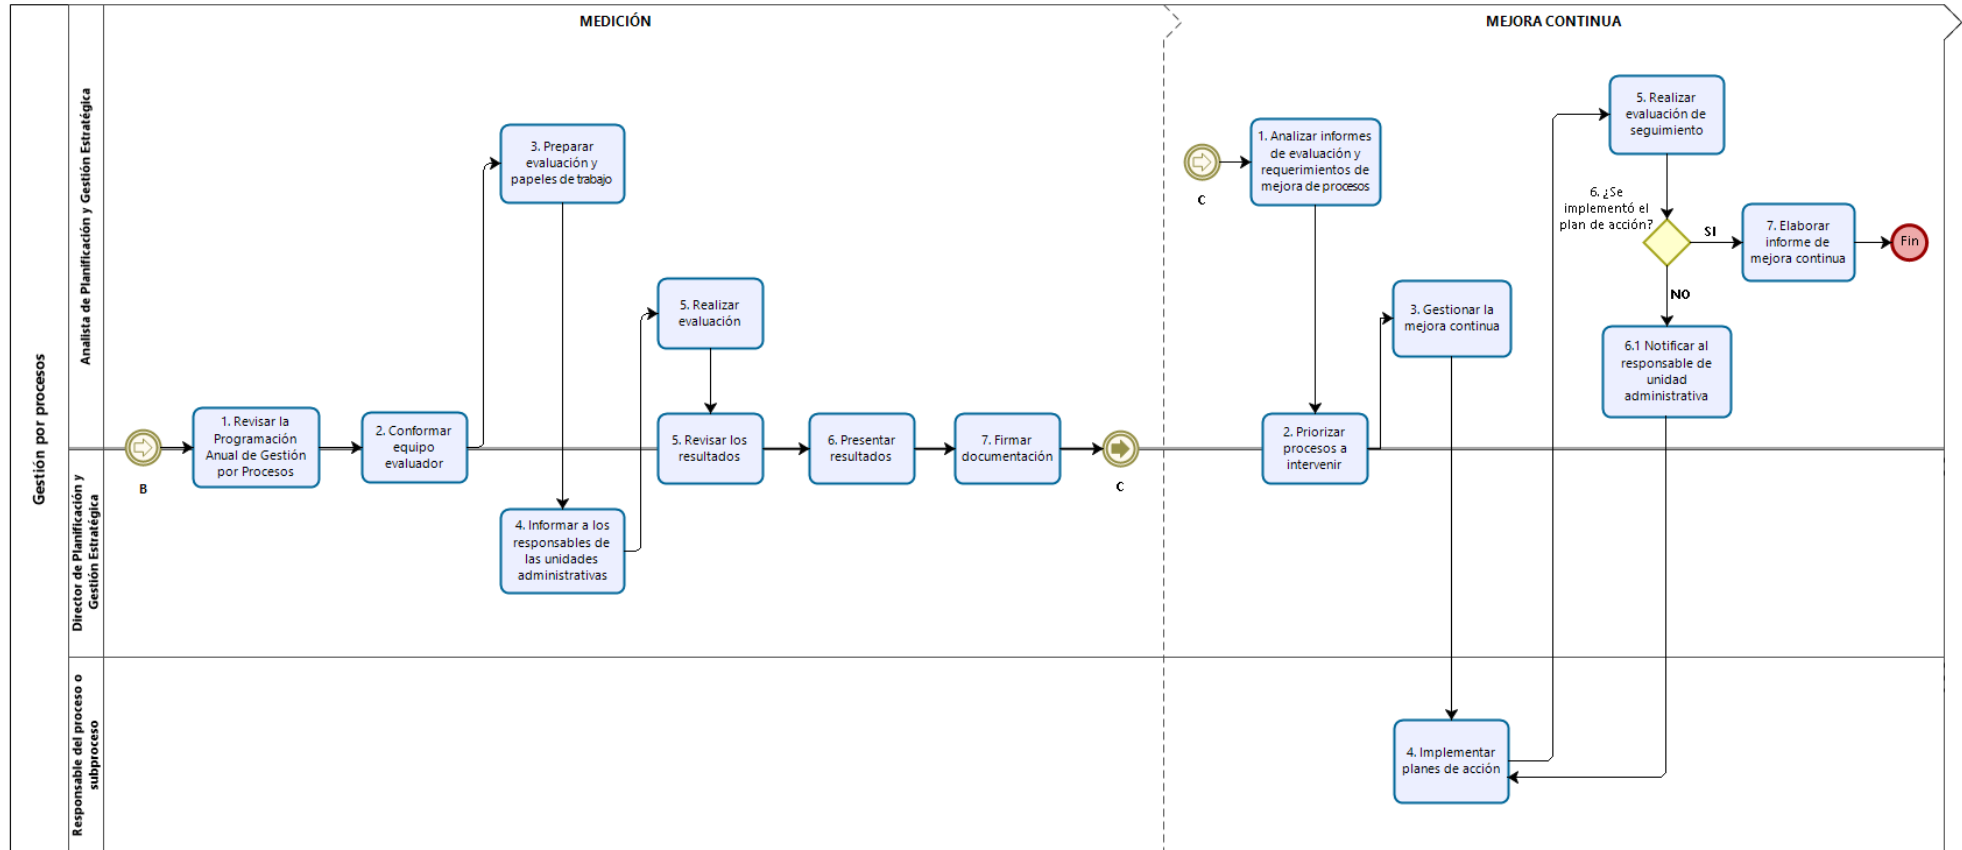 MEDICIÓN
MEJORA CONTINUA
Gestión por procesos
Analista de Planificación y Gestión Estratégica
Director de Planificación y
Gestión Estratégica
Responsable del proceso o
subproceso
B
1. Revisar la
Programación
Anual de Gestión
por Procesos
2. Conformar
equipo
evaluador
3. Preparar
evaluación y
papeles de trabajo
4. Informar a los
responsables de
las unidades
administrativas
5. Realizar
evaluación
5. Revisar los
resultados
6. Presentar
resultados
7. Firmar
documentación
C
C
1. Analizar informes
de evaluación y
requerimientos de
mejora de procesos
2. Priorizar
procesos a
intervenir
3. Gestionar la
mejora continua
4. Implementar
planes de acción
5. Realizar
evaluación de
seguimiento
6. ¿Se
implementó el
plan de acción?
SI
NO
7. Elaborar
informe de
mejora continua
Fin
6.1 Notificar al
responsable de
unidad
administrativa